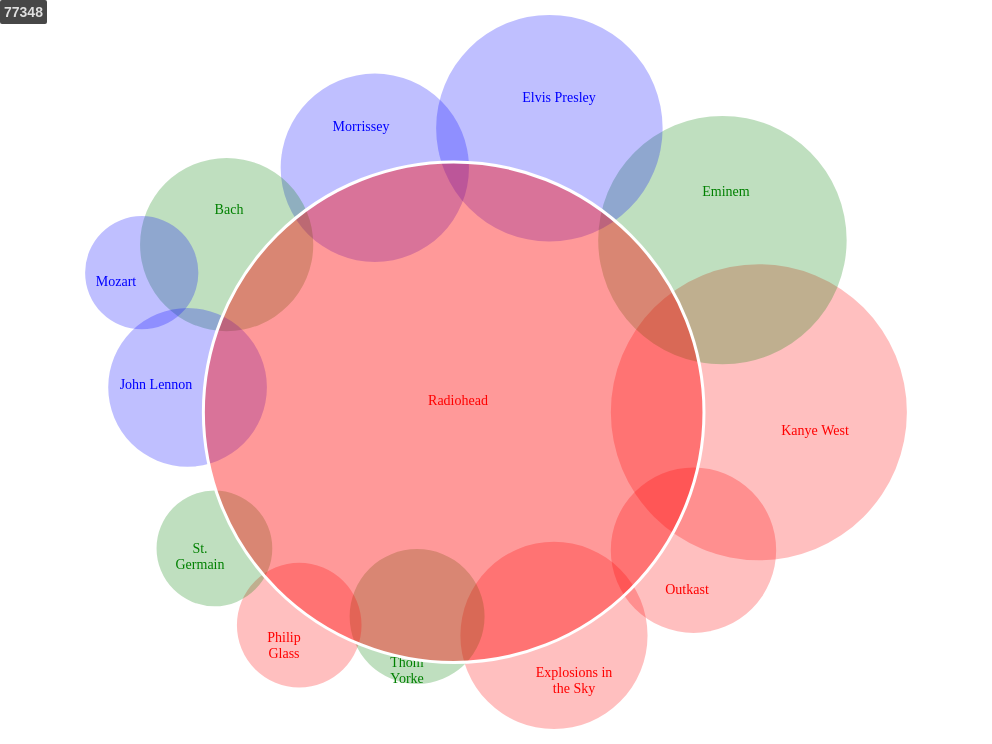 77348
Elvis Presley
Morrissey
Eminem
Bach
Mozart
John Lennon
Radiohead
Kanye West
St.
Germain
Outkast
Philip
Glass
Thom
Yorke
Explosions in
the Sky